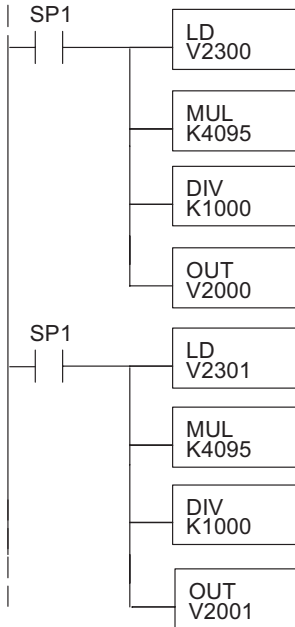 SP1
LD
V2300
MUL
K4095
DIV
K1000
OUT
V2000
SP1
LD
V2301
MUL
K4095
DIV
K1000
OUT
V2001